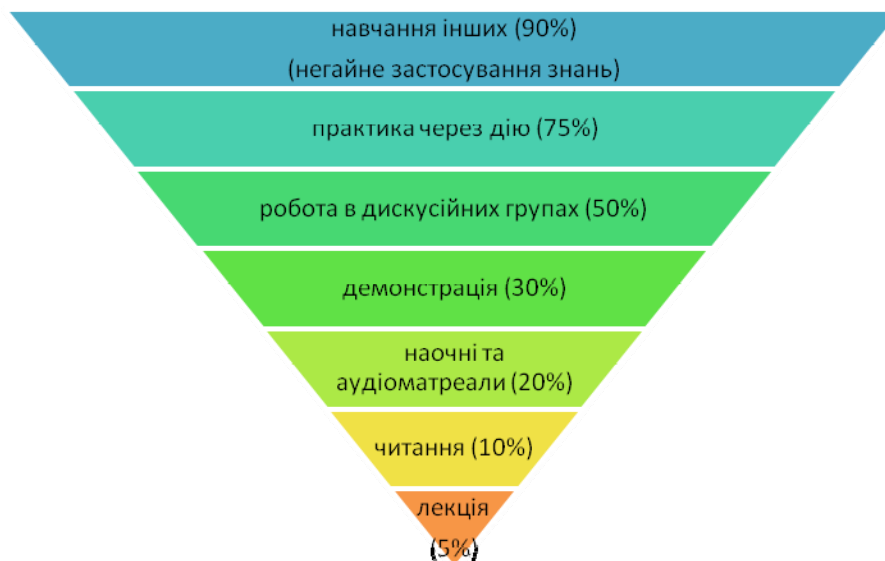 навчання інших (90%)
(негайне застосування знань)
практика через дію (75%)
робота в дискусійних групах (50%)
демонстрація (30%)
наочні та
аудіоматреали (20%)
читання (10%)
лекція
(5%)